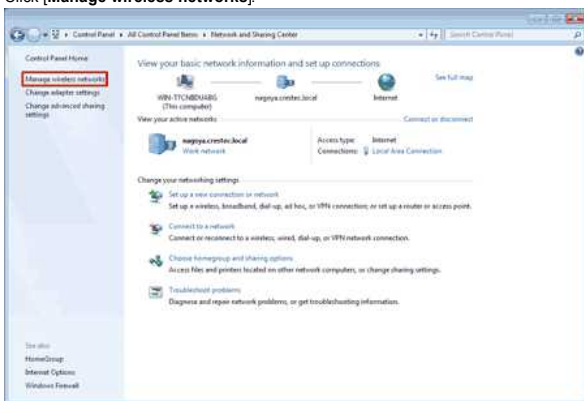 Click [Manage wireless networks].
Control Panel ▸ All Control Panel Items ▸ Network and Sharing Center
Search Control Panel
Control Panel Home
Manage wireless networks
Change adapter settings
Change advanced sharing
settings
View your basic network information and set up connections
See full map
(This computer)
nagoya.crestec.local
Internet
View your active networks
Connect or disconnect
nagoya.crestec.local
Work network
Access type: Internet
Connections: Local Area Connection
Change your networking settings
Set up a new connection or network
Set up a wireless, broadband, dial-up, ad hoc, or VPN connection; or set up a router or access point.
Connect to a network
Connect or reconnect to a wireless, wired, dial-up, or VPN network connection.
Choose homegroup and sharing options
Access files and printers located on other network computers, or change sharing settings.
Troubleshoot problems
Diagnose and repair network problems, or get troubleshooting information.
See also
HomeGroup
Internet Options
Windows Firewall